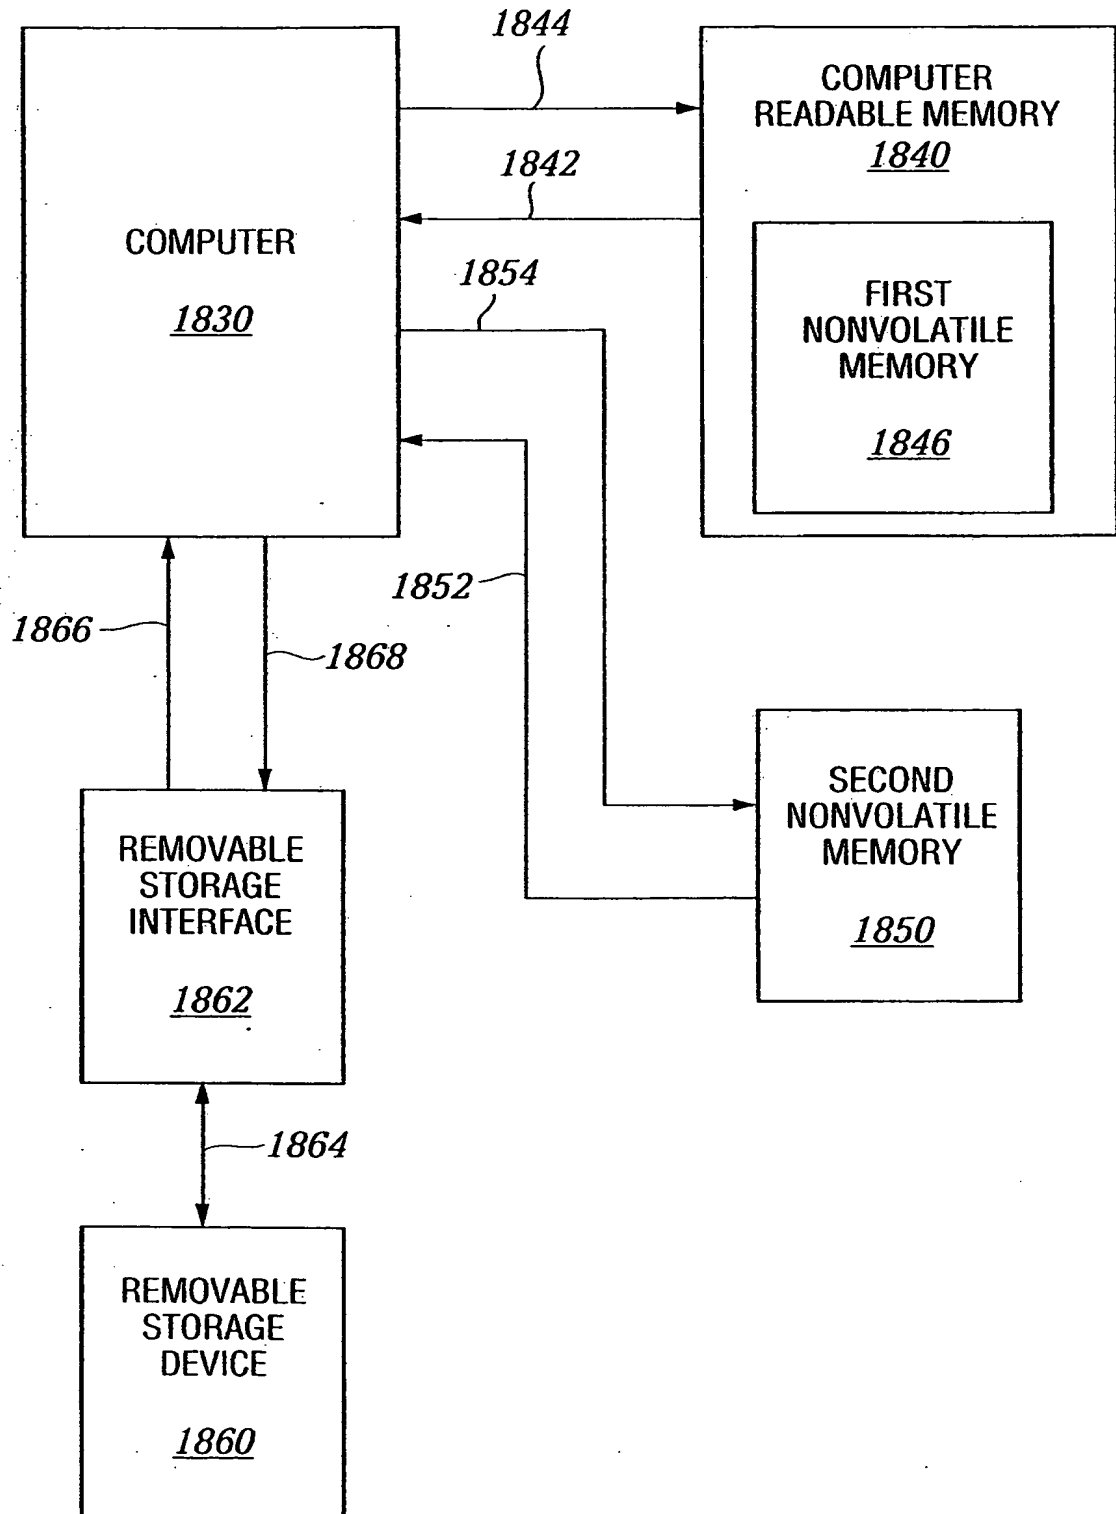 1844
COMPUTER
READABLE MEMORY
1840
1842
COMPUTER
1830
1854
FIRST
NONVOLATILE
MEMORY
1846
1852
1866
1868
SECOND
NONVOLATILE
MEMORY
1850
REMOVABLE
STORAGE
INTERFACE
1862
1864
REMOVABLE
STORAGE
DEVICE
1860